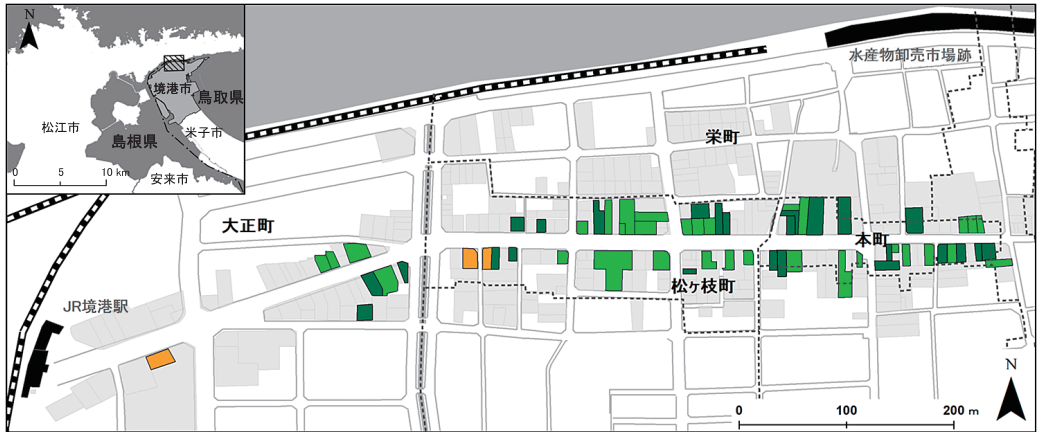 N
境港市
鳥取県
松江市
島根県
米子市
安来市
0 5 10 km
水産物卸売市場跡
栄町
大正町
本町
松ヶ枝町
JR境港駅
N
0 100 200 m